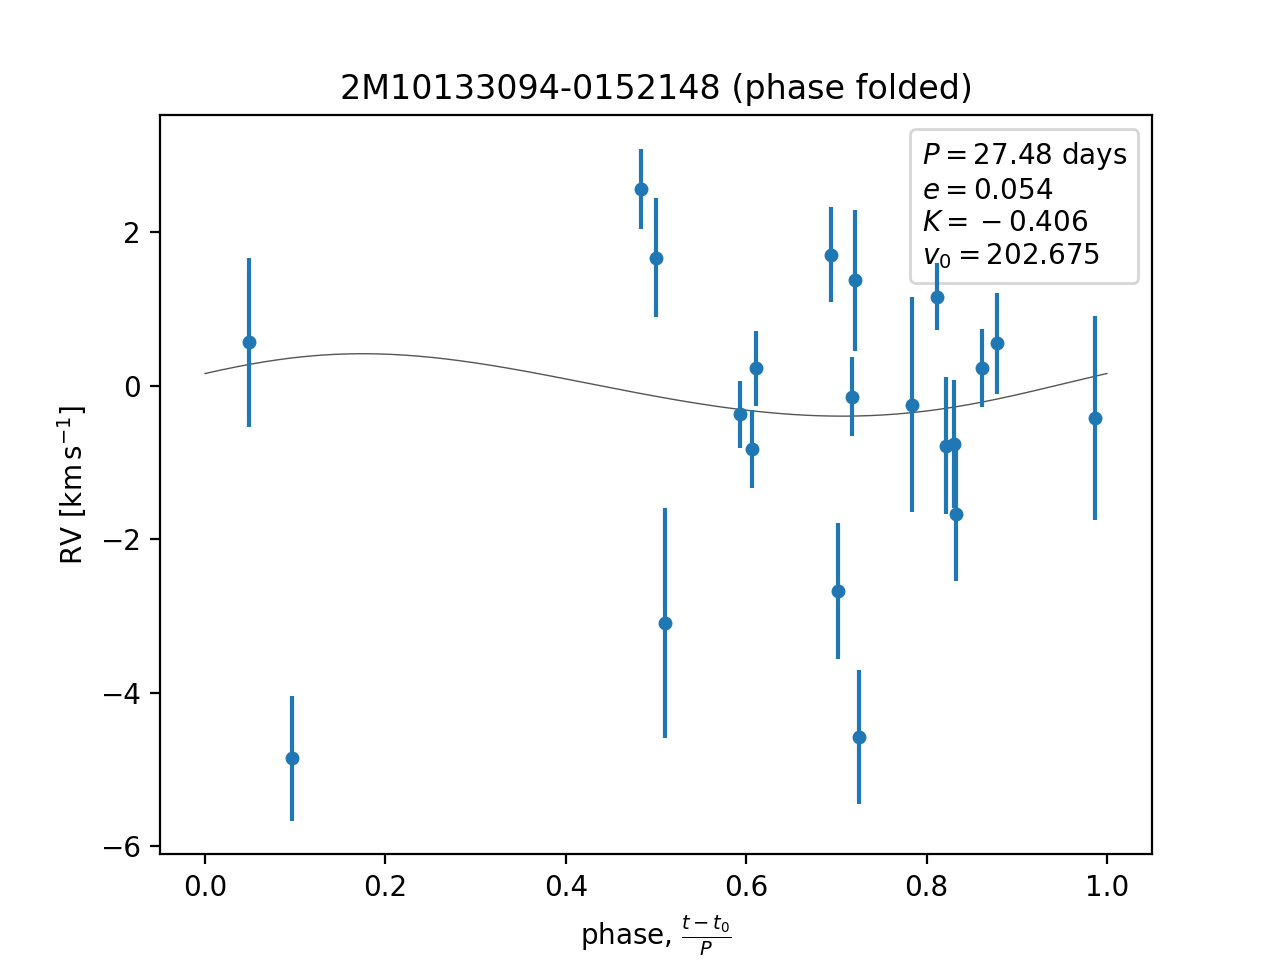 2M10133094-0152148 (phase folded)
P = 27.48 days
e = 0.054
K = − 0.406
v₀ = 202.675
2
0
−2
−4
−6
RV [km s⁻¹]
0.0 0.2 0.4 0.6 0.8 1.0
phase, (t − t₀)/P